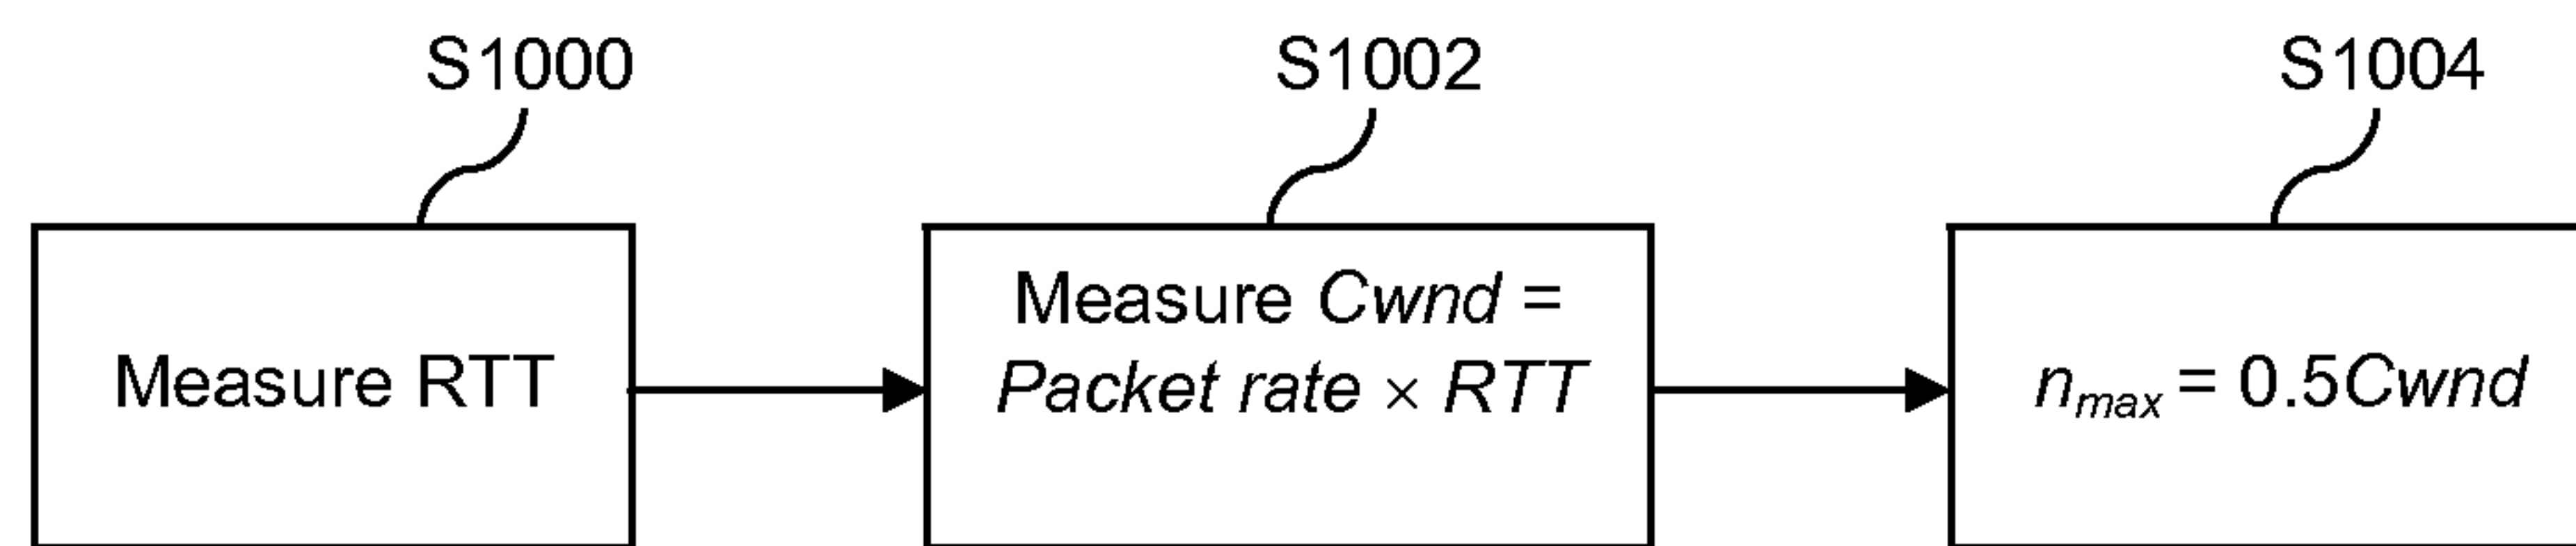 S1000
S1002
S1004
Measure RTT
Measure Cwnd =
Packet rate × RTT
nmax = 0.5Cwnd